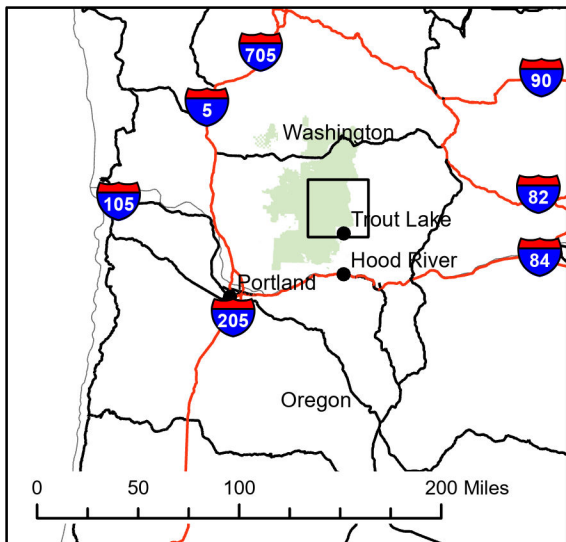 705
90
5
Washington
82
105
Trout Lake
Hood River
84
Portland
205
Oregon
0 50 100 200 Miles